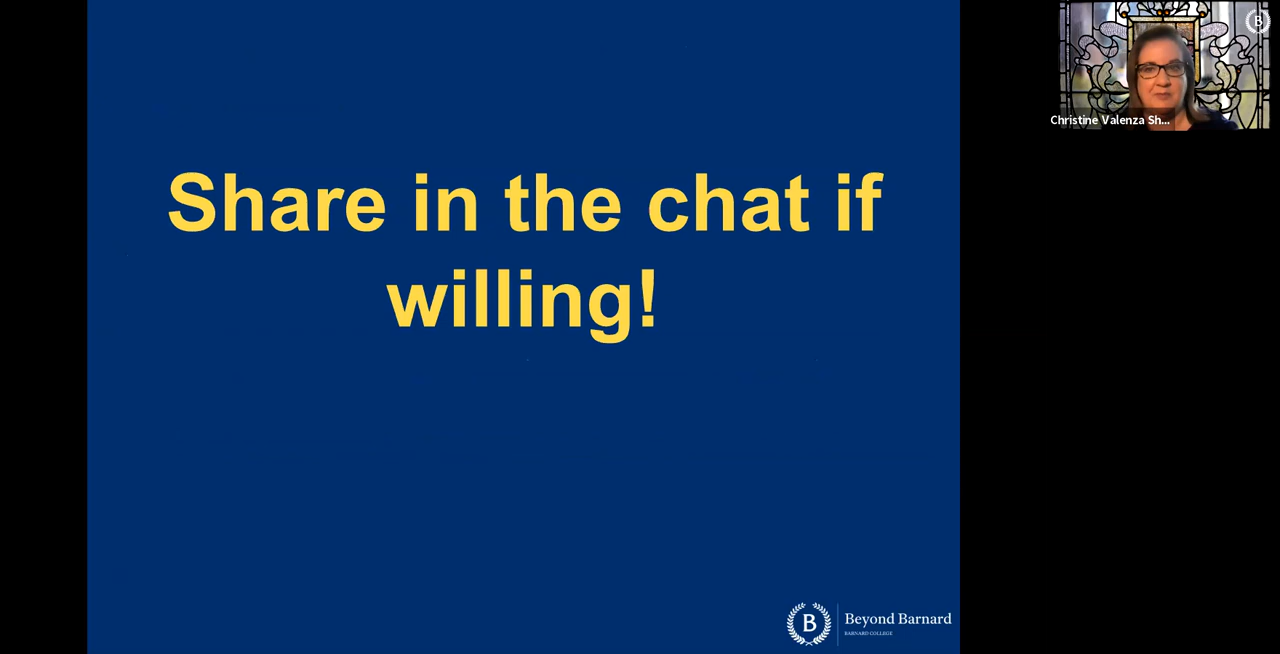 Share in the chat if
willing!
B
Christine Valenza Sh...
B
Beyond Barnard
BARNARD COLLEGE